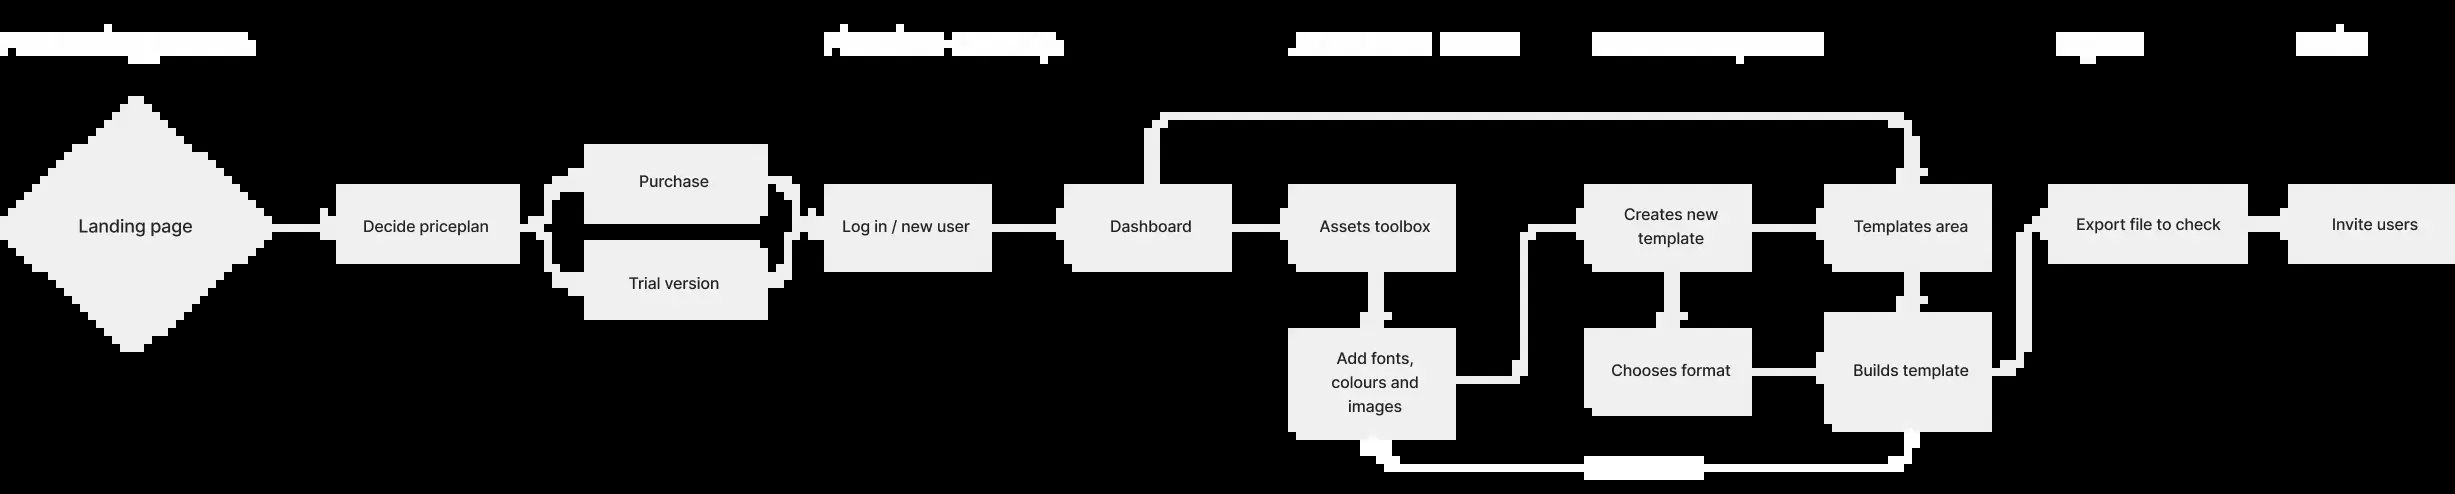 Landing page
Decide priceplan
Purchase
Trial version
Log in / new user
Dashboard
Assets toolbox
Add fonts,
colours and
images
Creates new
template
Chooses format
Templates area
Builds template
Export file to check
Invite users